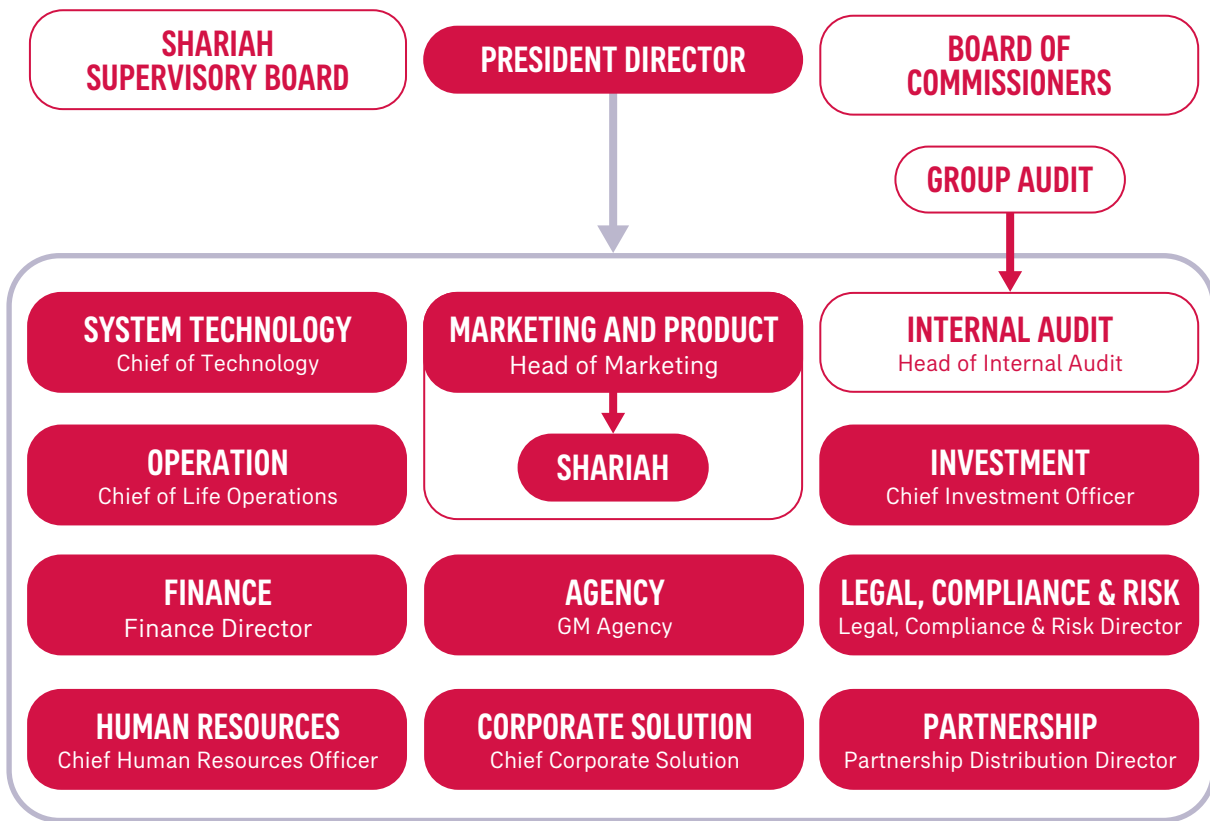 SHARIAH
SUPERVISORY BOARD
PRESIDENT DIRECTOR
BOARD OF
COMMISSIONERS
GROUP AUDIT
SYSTEM TECHNOLOGY
Chief of Technology
MARKETING AND PRODUCT
Head of Marketing
INTERNAL AUDIT
Head of Internal Audit
OPERATION
Chief of Life Operations
SHARIAH
INVESTMENT
Chief Investment Officer
FINANCE
Finance Director
AGENCY
GM Agency
LEGAL, COMPLIANCE & RISK
Legal, Compliance & Risk Director
HUMAN RESOURCES
Chief Human Resources Officer
CORPORATE SOLUTION
Chief Corporate Solution
PARTNERSHIP
Partnership Distribution Director